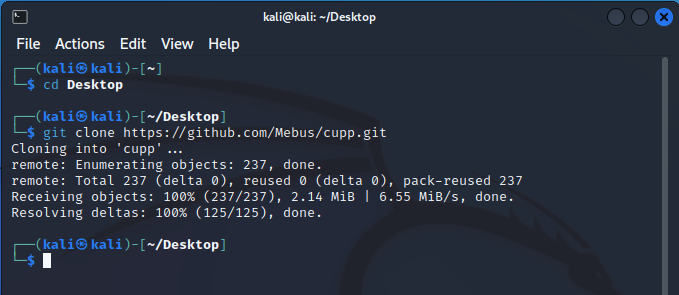 kali@kali: ~/Desktop
File Actions Edit View Help
┌──(kali㉿kali)-[~]
└─$ cd Desktop
┌──(kali㉿kali)-[~/Desktop]
└─$ git clone https://github.com/Mebus/cupp.git
Cloning into 'cupp'...
remote: Enumerating objects: 237, done.
remote: Total 237 (delta 0), reused 0 (delta 0), pack-reused 237
Receiving objects: 100% (237/237), 2.14 MiB | 6.55 MiB/s, done.
Resolving deltas: 100% (125/125), done.
┌──(kali㉿kali)-[~/Desktop]
└─$